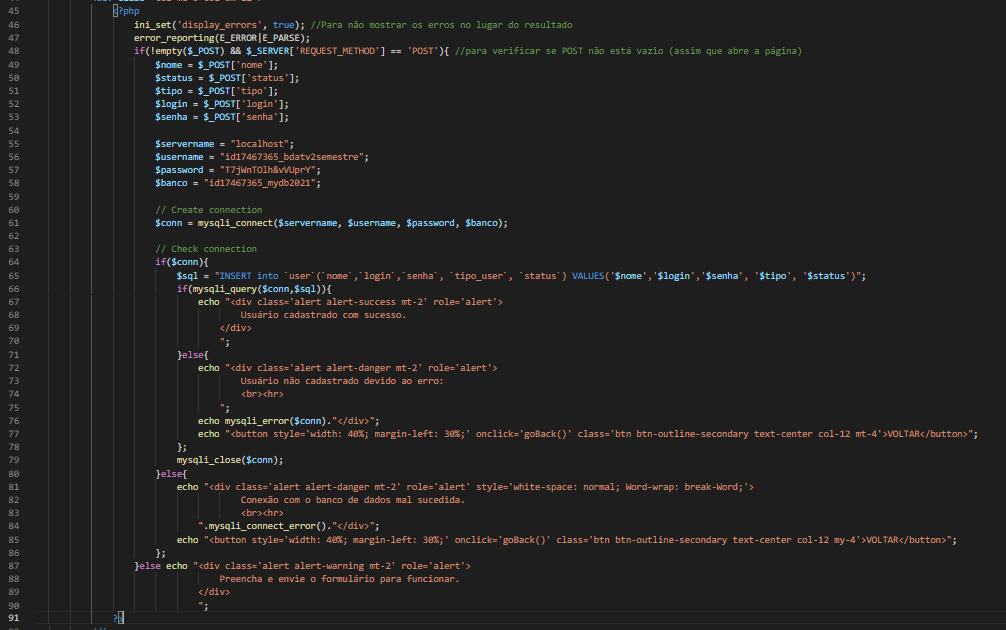 45 <?php
46 ini_set('display_errors', true); //Para não mostrar os erros no lugar do resultado
47 error_reporting(E_ERROR|E_PARSE);
48 if(!empty($_POST) && $_SERVER['REQUEST_METHOD'] == 'POST'){ //para verificar se POST não está vazio (assim que abre a página)
49 $nome = $_POST['nome'];
50 $status = $_POST['status'];
51 $tipo = $_POST['tipo'];
52 $login = $_POST['login'];
53 $senha = $_POST['senha'];
54
55 $servername = "localhost";
56 $username = "id17467365_bdatv2semestre";
57 $password = "T7jWnTOlh&vVUprY";
58 $banco = "id17467365_mydb2021";
59
60 // Create connection
61 $conn = mysqli_connect($servername, $username, $password, $banco);
62
63 // Check connection
64 if($conn){
65 $sql = "INSERT into `user`(`nome`,`login`,`senha`, `tipo_user`, `status`) VALUES('$nome','$login','$senha', '$tipo', '$status')";
66 if(mysqli_query($conn,$sql)){
67 echo "<div class='alert alert-success mt-2' role='alert'>
68 Usuário cadastrado com sucesso.
69 </div>
70 ";
71 }else{
72 echo "<div class='alert alert-danger mt-2' role='alert'>
73 Usuário não cadastrado devido ao erro:
74 <br><hr>
75 ";
76 echo mysqli_error($conn)."</div>";
77 echo "<button style='width: 40%; margin-left: 30%;' onclick='goBack()' class='btn btn-outline-secondary text-center col-12 mt-4'>VOLTAR</button>";
78 };
79 mysqli_close($conn);
80 }else{
81 echo "<div class='alert alert-danger mt-2' role='alert' style='white-space: normal; Word-wrap: break-Word;'>
82 Conexão com o banco de dados mal sucedida.
83 <br><hr>
84 ".mysqli_connect_error()."</div>";
85 echo "<button style='width: 40%; margin-left: 30%;' onclick='goBack()' class='btn btn-outline-secondary text-center col-12 my-4'>VOLTAR</button>";
86 };
87 }else echo "<div class='alert alert-warning mt-2' role='alert'>
88 Preencha e envie o formulário para funcionar.
89 </div>
90 ";
91 ?>